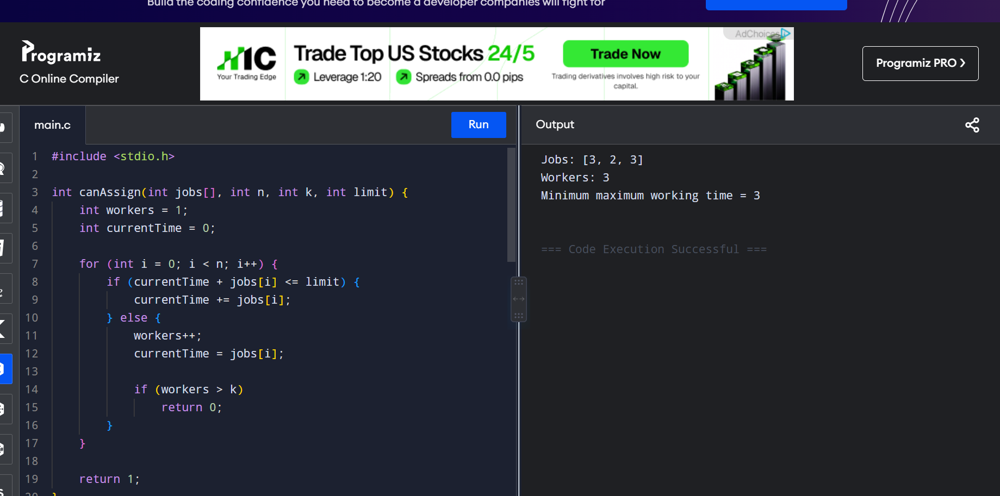 Build the coding confidence you need to become a developer companies will fight for
Programiz
C Online Compiler
HIC
Your Trading Edge
Trade Top US Stocks 24/5
Leverage 1:20 Spreads from 0.0 pips
Trade Now
Trading derivatives involves high risk to your
capital.
AdChoices
Programiz PRO ❯
main.c
Run
Output
1 #include <stdio.h>
2
3 int canAssign(int jobs[], int n, int k, int limit) {
4     int workers = 1;
5     int currentTime = 0;
6
7     for (int i = 0; i < n; i++) {
8         if (currentTime + jobs[i] <= limit) {
9             currentTime += jobs[i];
10         } else {
11             workers++;
12             currentTime = jobs[i];
13
14             if (workers > k)
15                 return 0;
16         }
17     }
18
19     return 1;
20 }
Jobs: [3, 2, 3]
Workers: 3
Minimum maximum working time = 3
=== Code Execution Successful ===